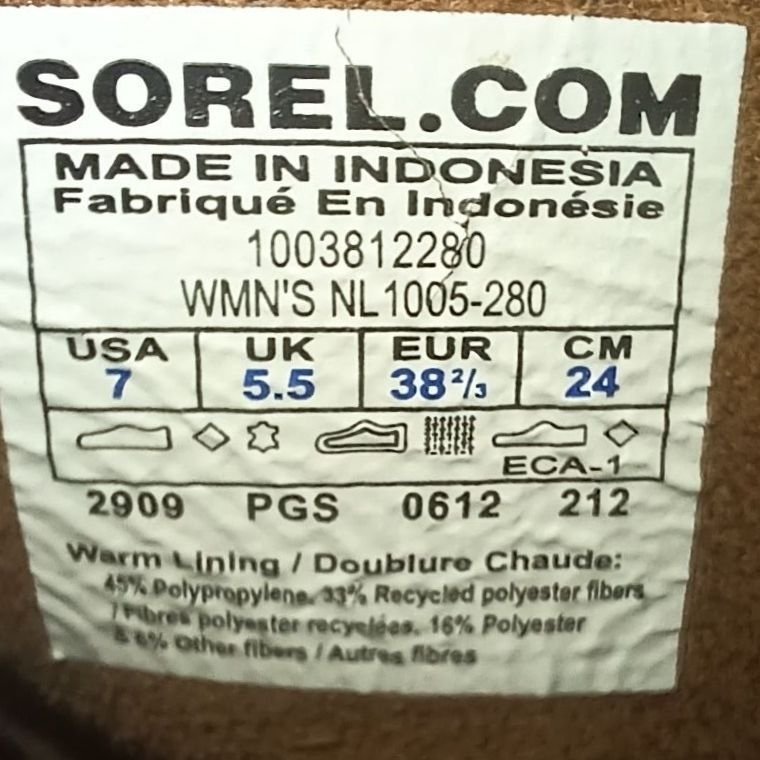 SOREL.COM
MADE IN INDONESIA
Fabriqué En Indonésie
1003812280
WMN'S NL1005-280
USA UK EUR CM
7 5.5 38⅔ 24
ECA-1
2909 PGS 0612 212
Warm Lining / Doublure Chaude:
45% Polypropylene. 33% Recycled polyester fibers
/ Fibres polyester recyclées. 16% Polyester
& 6% Other fibers / Autres fibres